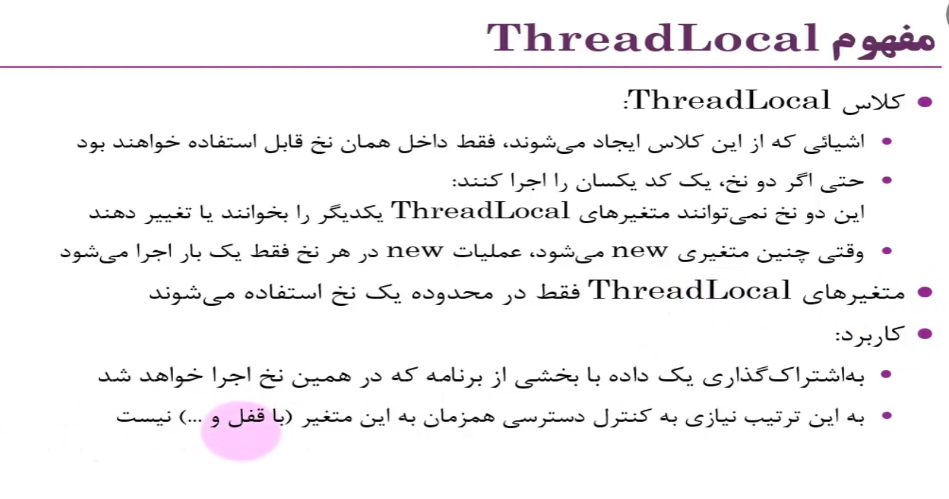 مفهوم ThreadLocal
• کلاس ThreadLocal:
• اشیائی که از این کلاس ایجاد می‌شوند، فقط داخل همان نخ قابل استفاده خواهند بود
• حتی اگر دو نخ، یک کد یکسان را اجرا کنند:
این دو نخ نمی‌توانند متغیرهای ThreadLocal یکدیگر را بخوانند یا تغییر دهند
• وقتی چنین متغیری new می‌شود، عملیات new در هر نخ فقط یک بار اجرا می‌شود
• متغیرهای ThreadLocal فقط در محدوده یک نخ استفاده می‌شوند
• کاربرد:
• به‌اشتراک‌گذاری یک داده با بخشی از برنامه که در همین نخ اجرا خواهد شد
• به این ترتیب نیازی به کنترل دسترسی همزمان به این متغیر (با قفل و ...) نیست